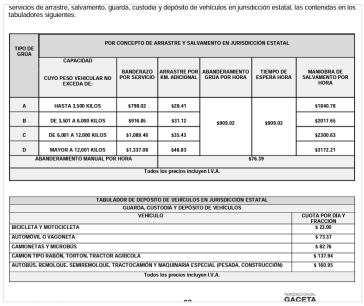 servicios de arrastre, salvamento, guarda, custodia y depósito de vehículos en jurisdicción estatal, las contenidas en los
tabuladores siguientes:
TIPO DE GRÚA
POR CONCEPTO DE ARRASTRE Y SALVAMENTO EN JURISDICCIÓN ESTATAL
CAPACIDAD
CUYO PESO VEHICULAR NO EXCEDA DE:
BANDERAZO POR SERVICIO
ARRASTRE POR KM. ADICIONAL
ABANDERAMIENTO GRÚA POR HORA
TIEMPO DE ESPERA HORA
MANIOBRA DE SALVAMENTO POR HORA
A HASTA 3,500 KILOS $798.02 $28.41 $1840.78
B DE 3,501 A 6,000 KILOS $916.05 $31.12 $909.02 $909.02 $2017.65
C DE 6,001 A 12,000 KILOS $1,089.46 $35.43 $2300.63
D MAYOR A 12,001 KILOS $1,337.08 $48.03 $3172.21
ABANDERAMIENTO MANUAL POR HORA $76.39
Todos los precios incluyen I.V.A.
TABULADOR DE DEPÓSITO DE VEHÍCULOS EN JURISDICCIÓN ESTATAL
GUARDA, CUSTODIA Y DEPÓSITO DE VEHÍCULOS
VEHÍCULO CUOTA POR DÍA Y FRACCIÓN
BICICLETA Y MOTOCICLETA $ 23.00
AUTOMÓVIL O VAGONETA $ 73.57
CAMIONETAS Y MICROBÚS $ 82.76
CAMION TIPO RABÓN, TORTON, TRACTOR AGRÍCOLA $ 137.94
AUTOBÚS, REMOLQUE, SEMIRREMOLQUE, TRACTOCAMIÓN Y MAQUINARIA ESPECIAL (PESADA, CONSTRUCCIÓN) $ 160.95
Todos los precios incluyen I.V.A.
PERIÓDICO OFICIAL
GACETA